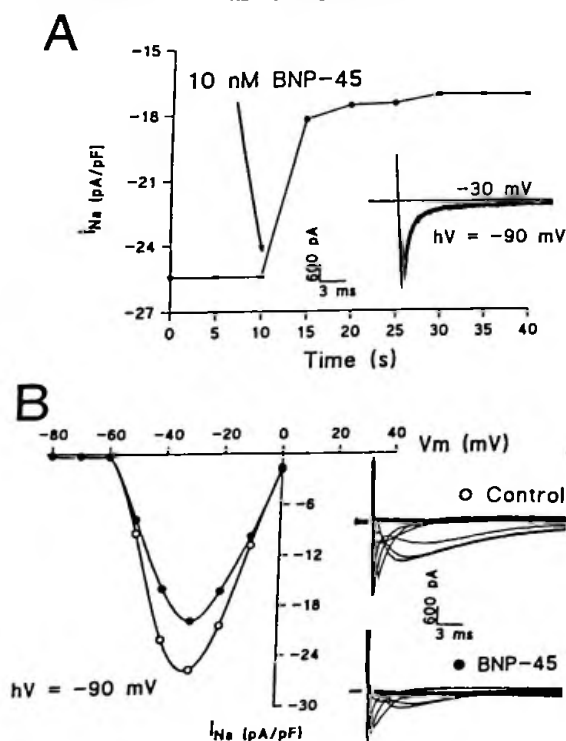 A
10 nM BNP-45
-15
-18
-21
-24
-27
iNa (pA/pF)
-30 mV
hV = -90 mV
600 pA
3 ms
0 5 10 15 20 25 30 35 40
Time (s)
B
-80 -60 -40 -20 0 20 40
Vm (mV)
-6
-12
-18
-24
-30
○ Control
600 pA
3 ms
● BNP-45
hV = -90 mV
iNa (pA/pF)